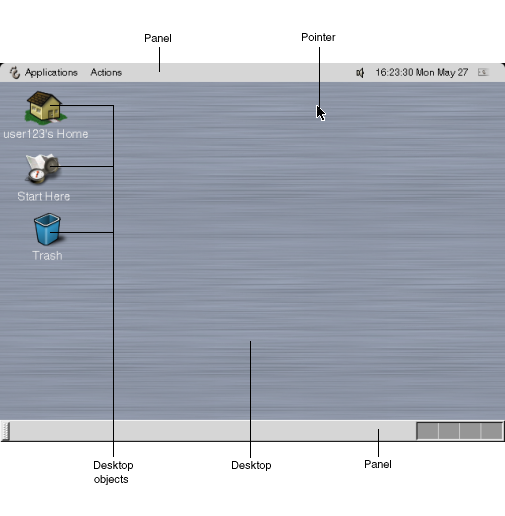 Panel
Pointer
Applications Actions 16:23:30 Mon May 27
user123's Home
Start Here
Trash
Desktop
objects
Desktop
Panel